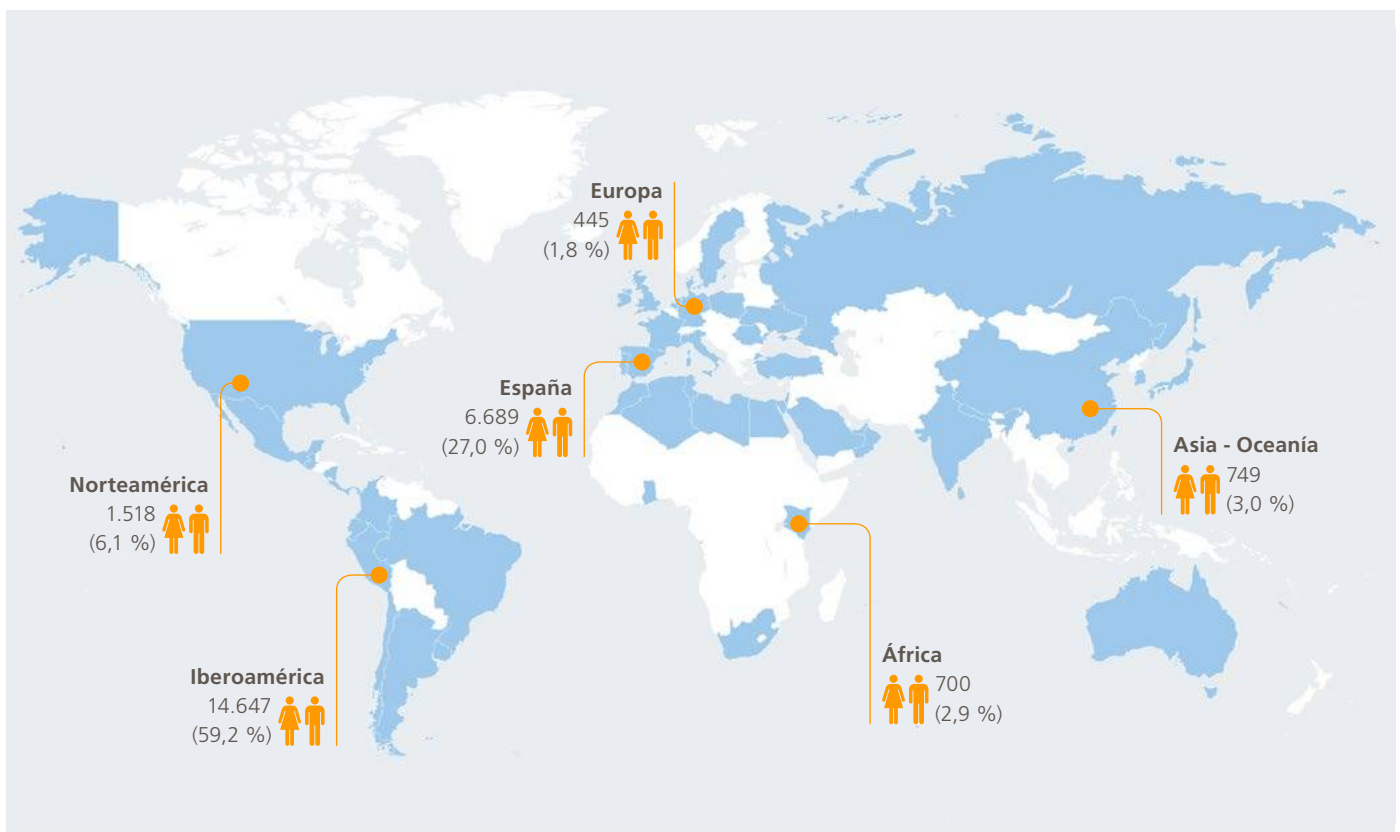 Europa
445
(1,8 %)
España
6.689
(27,0 %)
Asia - Oceanía
749
(3,0 %)
Norteamérica
1.518
(6,1 %)
Iberoamérica
14.647
(59,2 %)
África
700
(2,9 %)